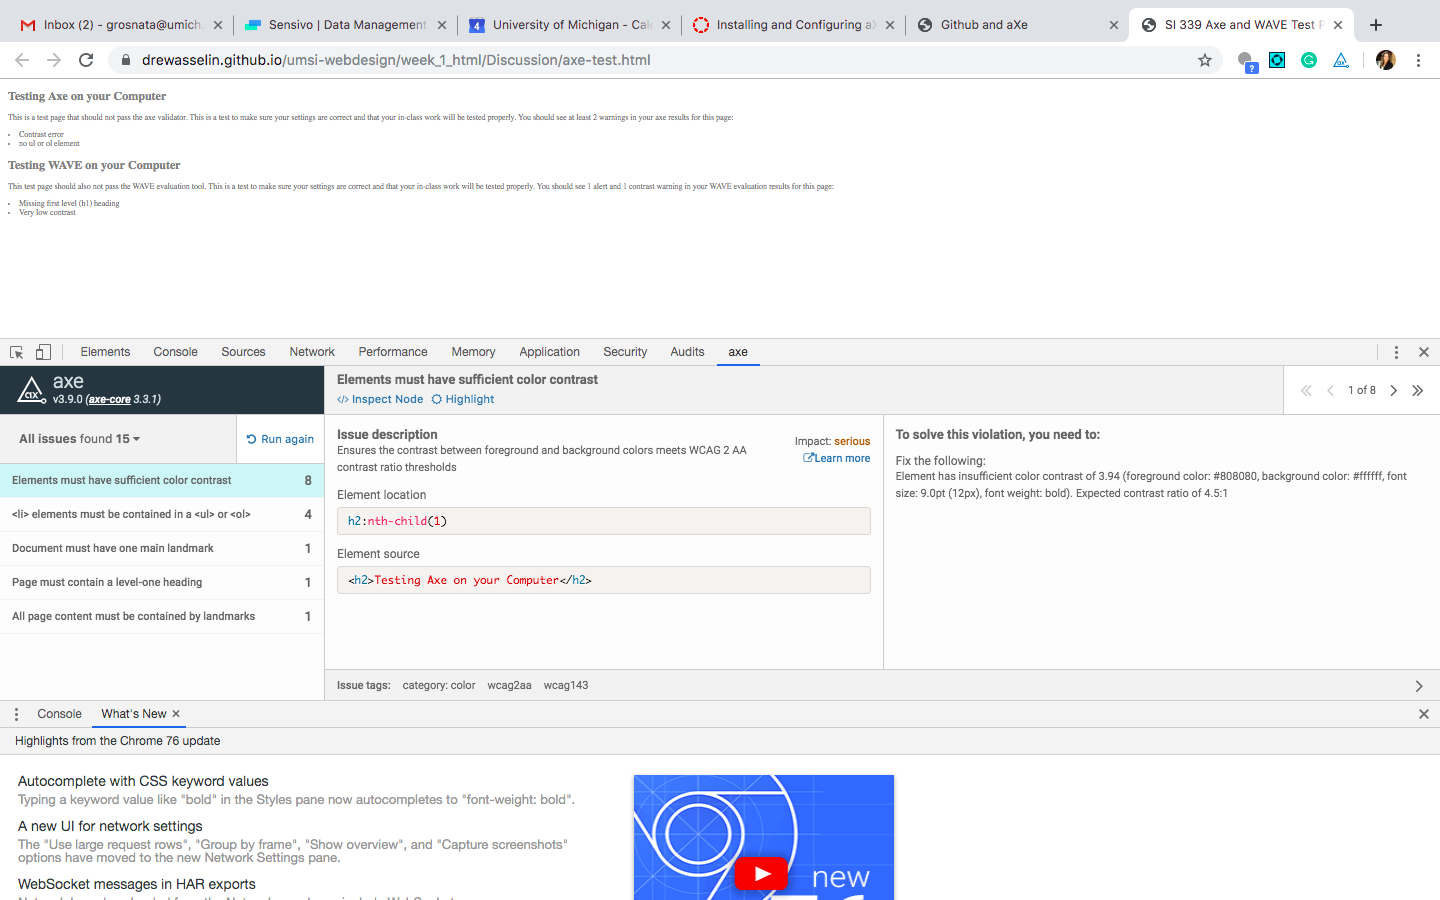 Inbox (2) - grosnata@umich.
Sensivo | Data Management
4
University of Michigan - Cale
Installing and Configuring aX
Github and aXe
SI 339 Axe and WAVE Test P
drewasselin.github.io/umsi-webdesign/week_1_html/Discussion/axe-test.html
Testing Axe on your Computer
This is a test page that should not pass the axe validator. This is a test to make sure your settings are correct and that your in-class work will be tested properly. You should see at least 2 warnings in your axe results for this page:
• Contrast error
• no ul or ol element
Testing WAVE on your Computer
This test page should also not pass the WAVE evaluation tool. This is a test to make sure your settings are correct and that your in-class work will be tested properly. You should see 1 alert and 1 contrast warning in your WAVE evaluation results for this page:
• Missing first level (h1) heading
• Very low contrast
Elements Console Sources Network Performance Memory Application Security Audits axe
axe
v3.9.0 (axe-core 3.3.1)
All issues found 15
Run again
Elements must have sufficient color contrast 8
<li> elements must be contained in a <ul> or <ol> 4
Document must have one main landmark 1
Page must contain a level-one heading 1
All page content must be contained by landmarks 1
Elements must have sufficient color contrast
</> Inspect Node Highlight
1 of 8
Issue description
Ensures the contrast between foreground and background colors meets WCAG 2 AA
contrast ratio thresholds
Impact: serious
Learn more
Element location
h2:nth-child(1)
Element source
<h2>Testing Axe on your Computer</h2>
To solve this violation, you need to:
Fix the following:
Element has insufficient color contrast of 3.94 (foreground color: #808080, background color: #ffffff, font
size: 9.0pt (12px), font weight: bold). Expected contrast ratio of 4.5:1
Issue tags: category: color wcag2aa wcag143
Console What's New
Highlights from the Chrome 76 update
Autocomplete with CSS keyword values
Typing a keyword value like "bold" in the Styles pane now autocompletes to "font-weight: bold".
A new UI for network settings
The "Use large request rows", "Group by frame", "Show overview", and "Capture screenshots"
options have moved to the new Network Settings pane.
WebSocket messages in HAR exports
new